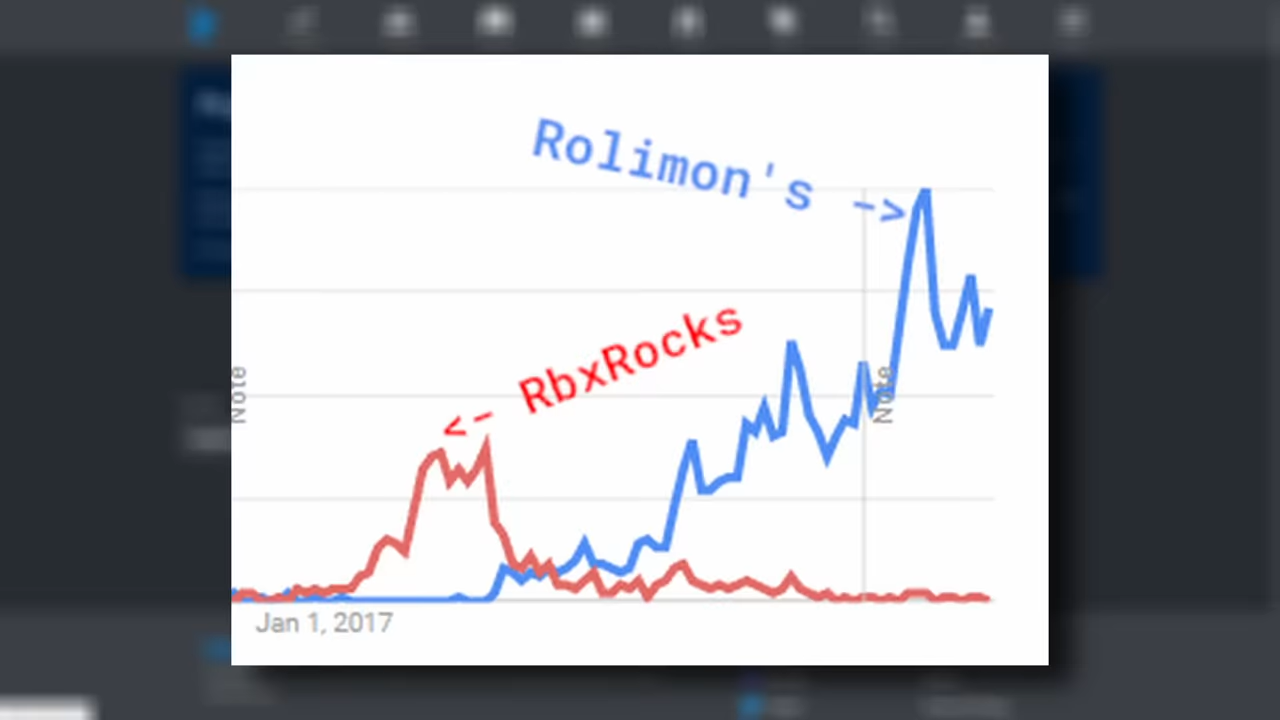 Rolimon's ->
<- RbxRocks
Note
Note
Jan 1, 2017